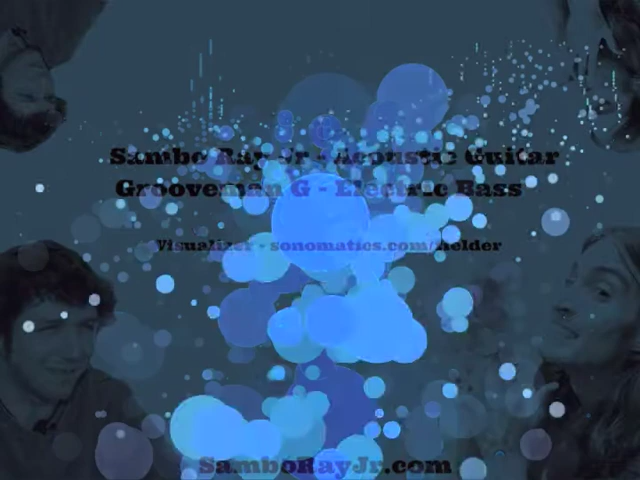 Sambo Ray Jr - Acoustic Guitar
Grooveman G - Electric Bass
Visualizer - sonomatics.com/helder
SamboRayJr.com